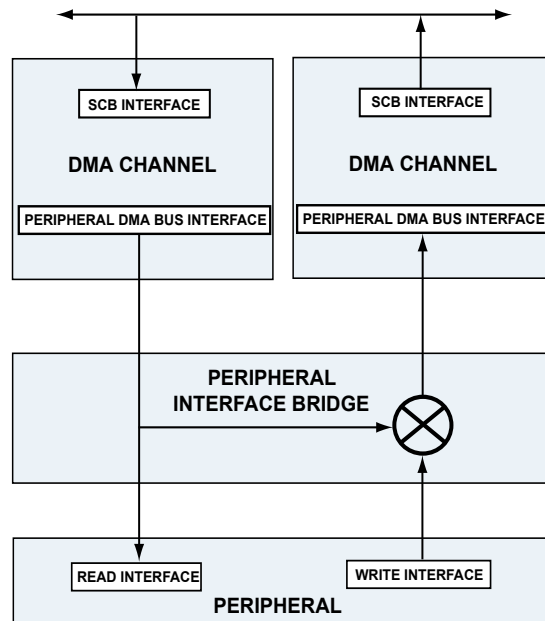 SCB INTERFACE
SCB INTERFACE
DMA CHANNEL
DMA CHANNEL
PERIPHERAL DMA BUS INTERFACE
PERIPHERAL DMA BUS INTERFACE
PERIPHERAL
INTERFACE BRIDGE
READ INTERFACE
WRITE INTERFACE
PERIPHERAL